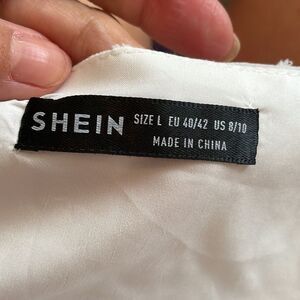 SHEIN SIZE L EU 40/42 US 8/10
MADE IN CHINA